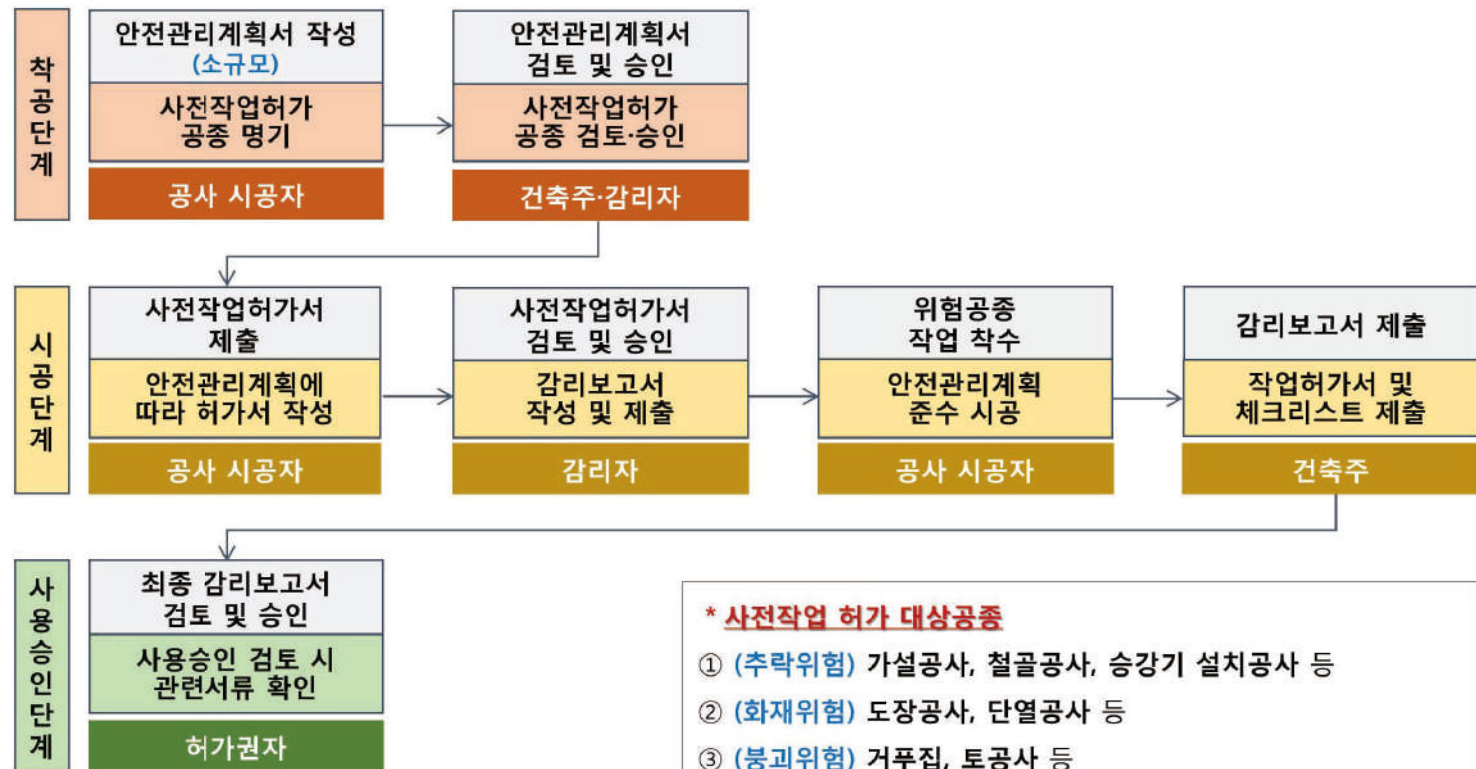 착공단계
안전관리계획서 작성
(소규모)
사전작업허가
공종 명기
공사 시공자
안전관리계획서
검토 및 승인
사전작업허가
공종 검토·승인
건축주·감리자
시공단계
사전작업허가서
제출
안전관리계획에
따라 허가서 작성
공사 시공자
사전작업허가서
검토 및 승인
감리보고서
작성 및 제출
감리자
위험공종
작업 착수
안전관리계획
준수 시공
공사 시공자
감리보고서 제출
작업허가서 및
체크리스트 제출
건축주
사용승인단계
최종 감리보고서
검토 및 승인
사용승인 검토 시
관련서류 확인
허가권자
* 사전작업 허가 대상공종
① (추락위험) 가설공사, 철골공사, 승강기 설치공사 등
② (화재위험) 도장공사, 단열공사 등
③ (붕괴위험) 거푸집, 토공사 등